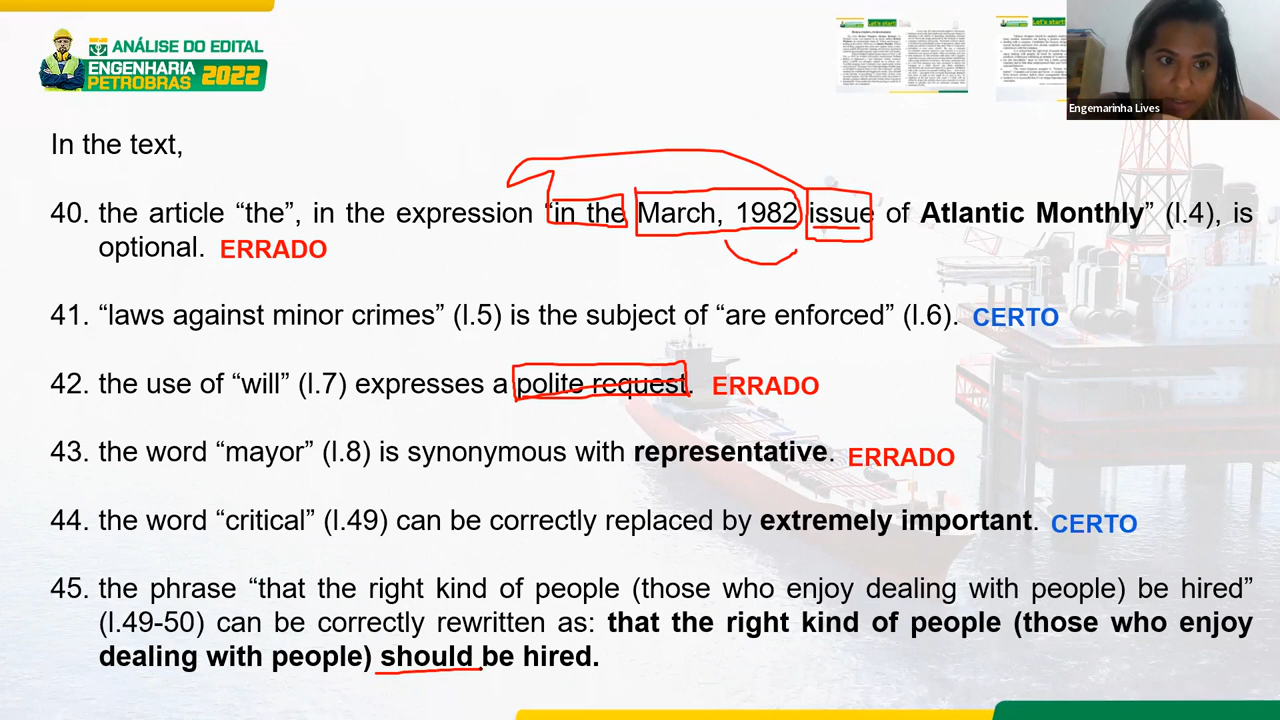 ANÁLISE DO EDITAL
ENGENHARIA
PETROBRAS 2022
Let's start!
Let's start!
Engemarinha Lives
In the text,
40. the article “the”, in the expression “in the March, 1982 issue of Atlantic Monthly” (l.4), is
optional. ERRADO
41. “laws against minor crimes” (l.5) is the subject of “are enforced” (l.6). CERTO
42. the use of “will” (l.7) expresses a polite request. ERRADO
43. the word “mayor” (l.8) is synonymous with representative. ERRADO
44. the word “critical” (l.49) can be correctly replaced by extremely important. CERTO
45. the phrase “that the right kind of people (those who enjoy dealing with people) be hired”
(l.49-50) can be correctly rewritten as: that the right kind of people (those who enjoy
dealing with people) should be hired.